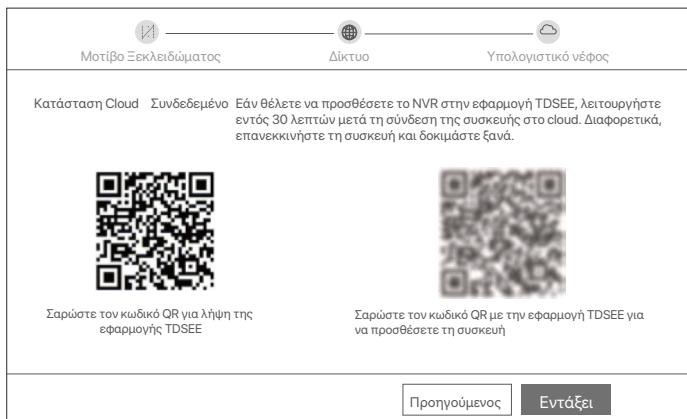 Μοτίβο Ξεκλειδώματος Δίκτυο Υπολογιστικό νέφος
Κατάσταση Cloud Συνδεδεμένο Εάν θέλετε να προσθέσετε το NVR στην εφαρμογή TDSEE, λειτουργήστε
εντός 30 λεπτών μετά τη σύνδεση της συσκευής στο cloud. Διαφορετικά,
επανεκκινήστε τη συσκευή και δοκιμάστε ξανά.
Σαρώστε τον κωδικό QR για λήψη της
εφαρμογής TDSEE
Σαρώστε τον κωδικό QR με την εφαρμογή TDSEE για
να προσθέσετε τη συσκευή
Προηγούμενος Εντάξει